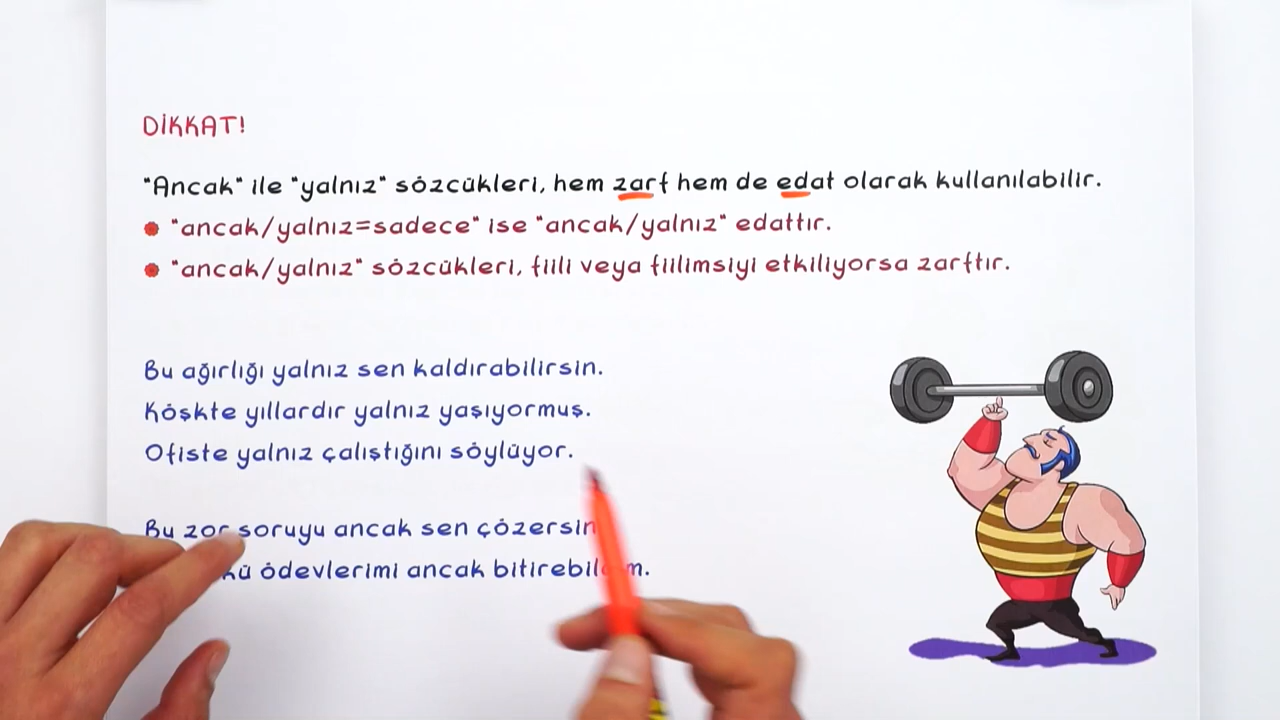 DİKKAT!
"Ancak" ile "yalnız" sözcükleri, hem zarf hem de edat olarak kullanılabilir.
"ancak/yalnız=sadece" ise "ancak/yalnız" edattır.
"ancak/yalnız" sözcükleri, fiili veya fiilimsiyi etkiliyorsa zarftır.
Bu ağırlığı yalnız sen kaldırabilirsin.
Köşkte yıllardır yalnız yaşıyormuş.
Ofiste yalnız çalıştığını söylüyor.
Bu zor soruyu ancak sen çözersin
ödevlerimi ancak